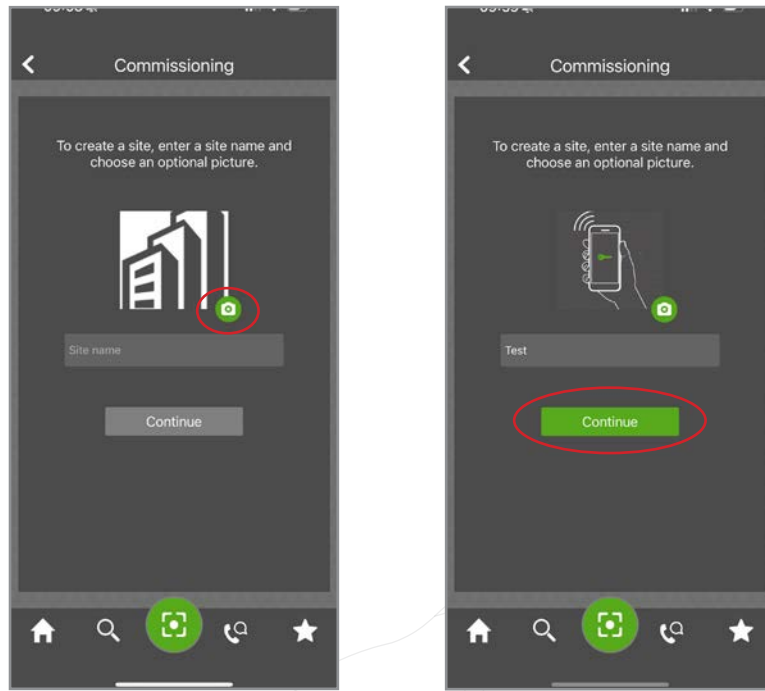 Commissioning
To create a site, enter a site name and
choose an optional picture.
Site name
Continue
Commissioning
To create a site, enter a site name and
choose an optional picture.
Test
Continue